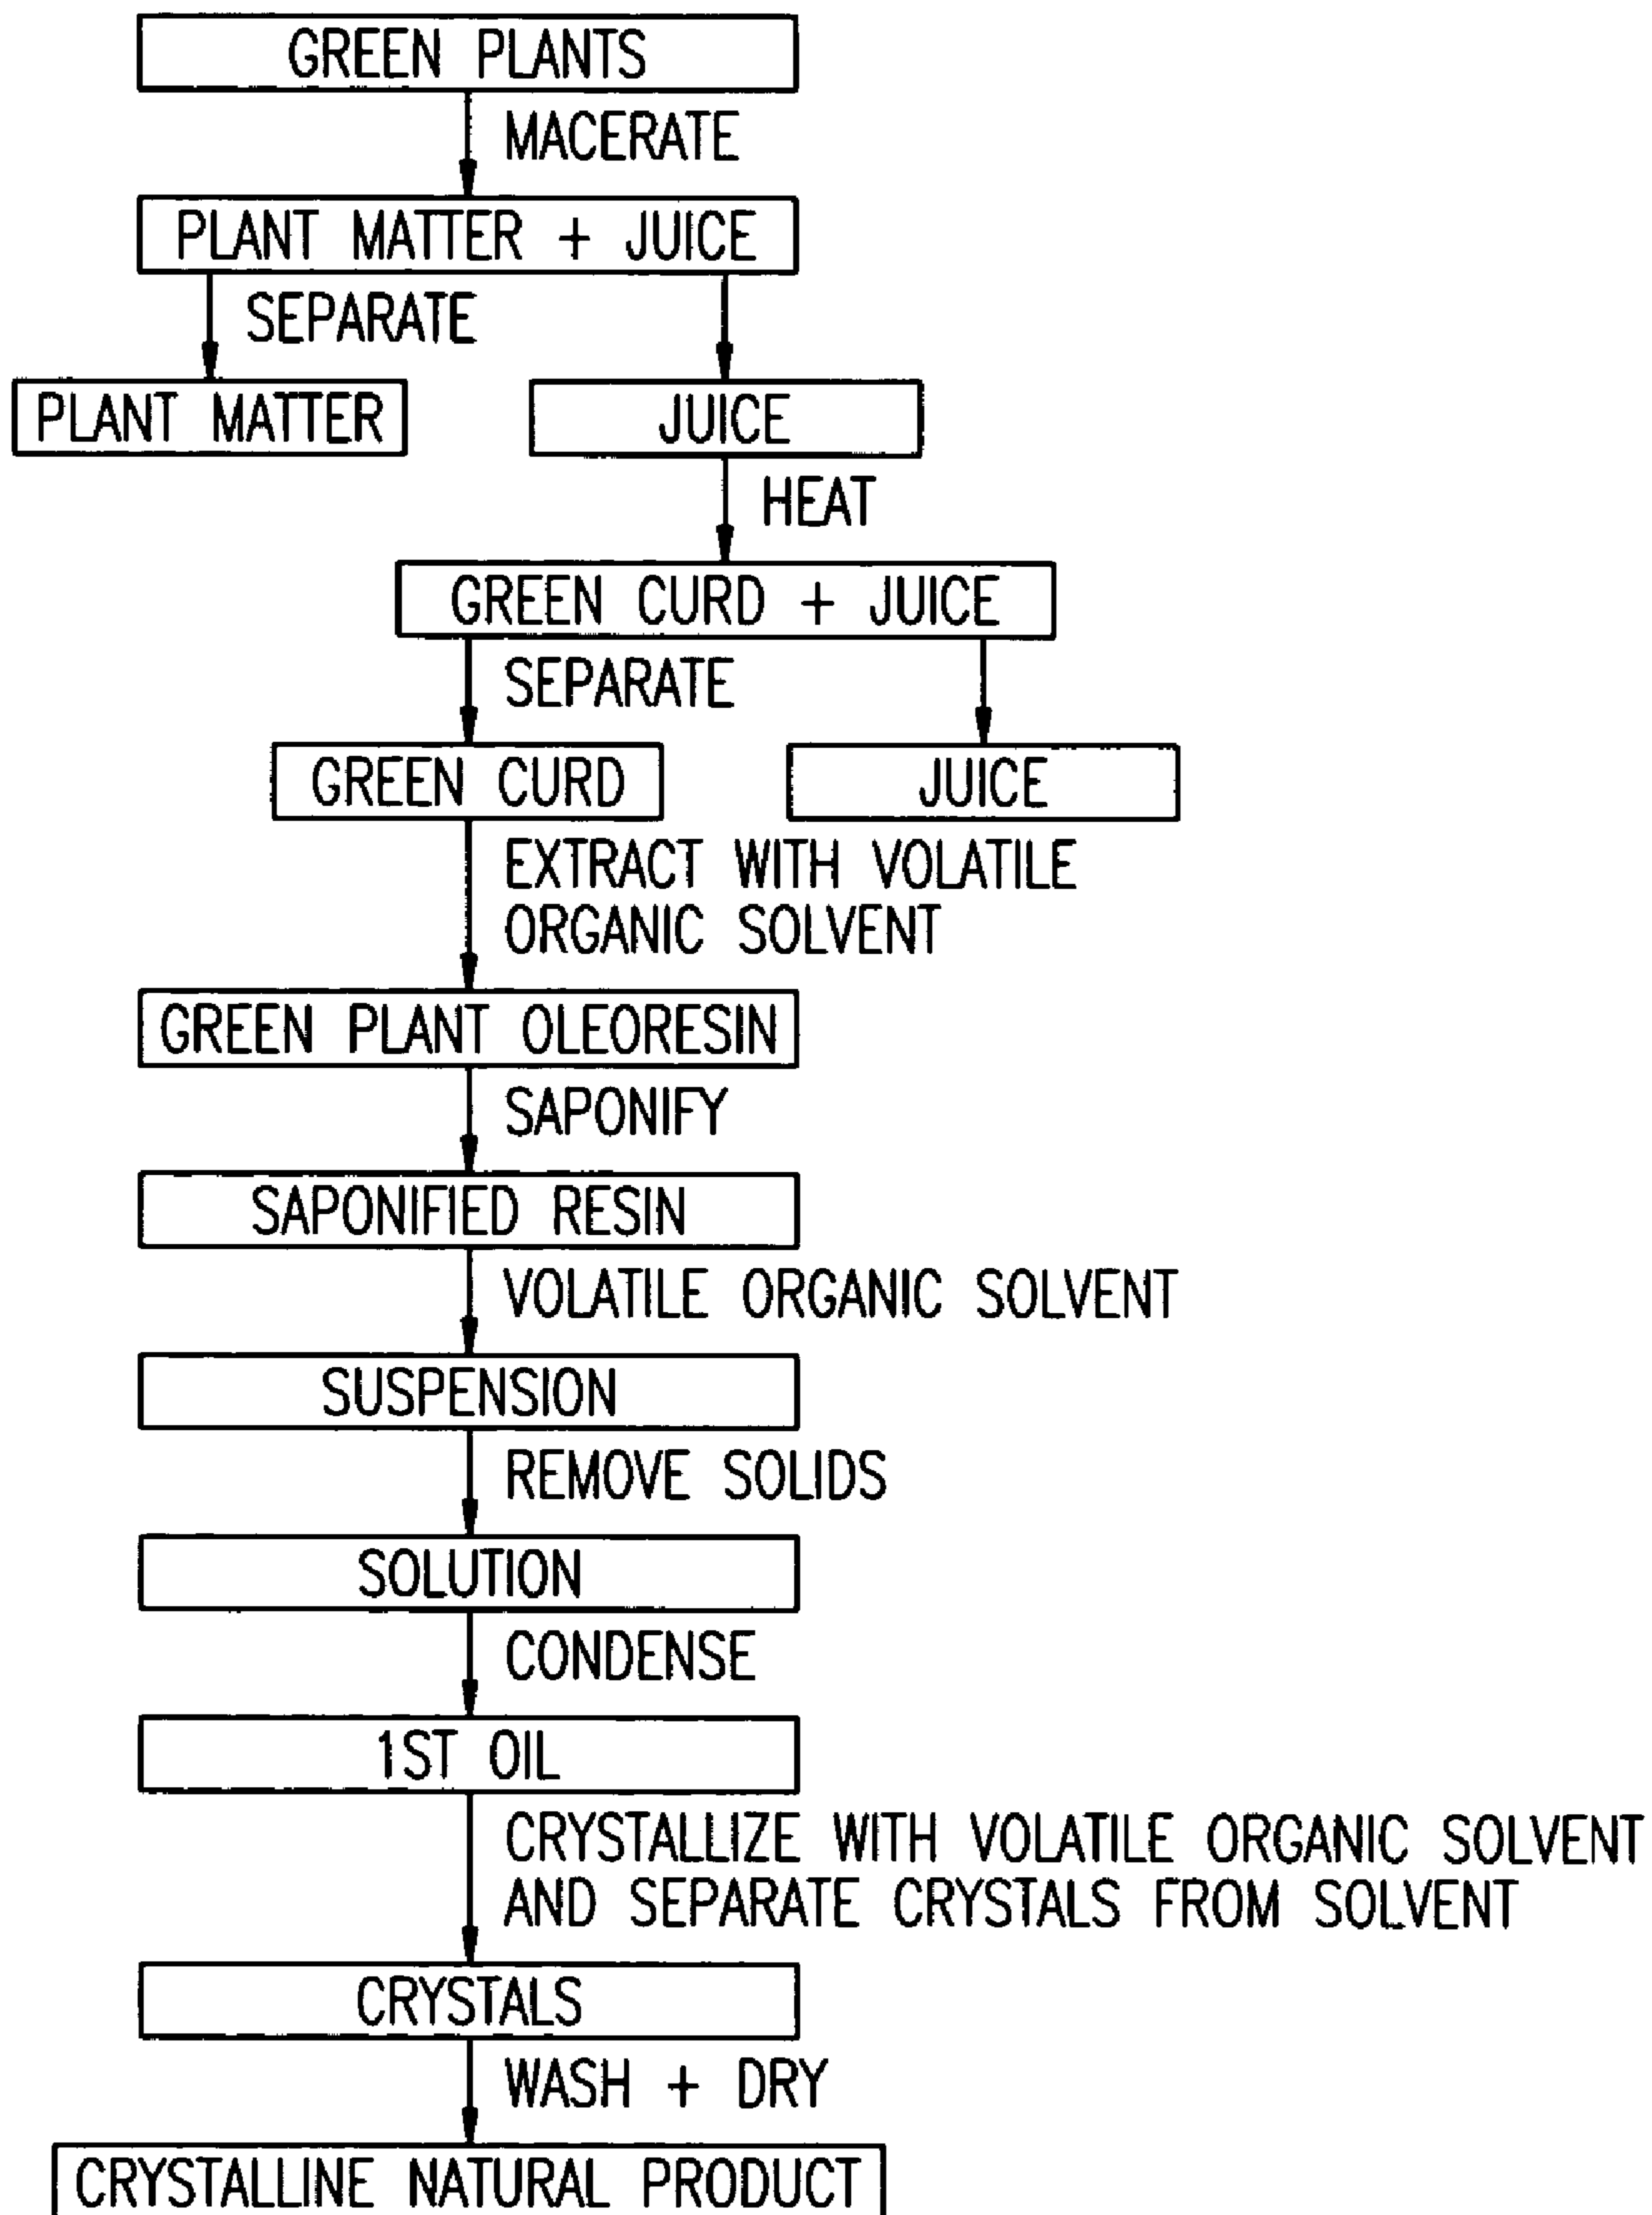 GREEN PLANTS
MACERATE
PLANT MATTER + JUICE
SEPARATE
PLANT MATTER
JUICE
HEAT
GREEN CURD + JUICE
SEPARATE
GREEN CURD
JUICE
EXTRACT WITH VOLATILE
ORGANIC SOLVENT
GREEN PLANT OLEORESIN
SAPONIFY
SAPONIFIED RESIN
VOLATILE ORGANIC SOLVENT
SUSPENSION
REMOVE SOLIDS
SOLUTION
CONDENSE
1ST OIL
CRYSTALLIZE WITH VOLATILE ORGANIC SOLVENT
AND SEPARATE CRYSTALS FROM SOLVENT
CRYSTALS
WASH + DRY
CRYSTALLINE NATURAL PRODUCT